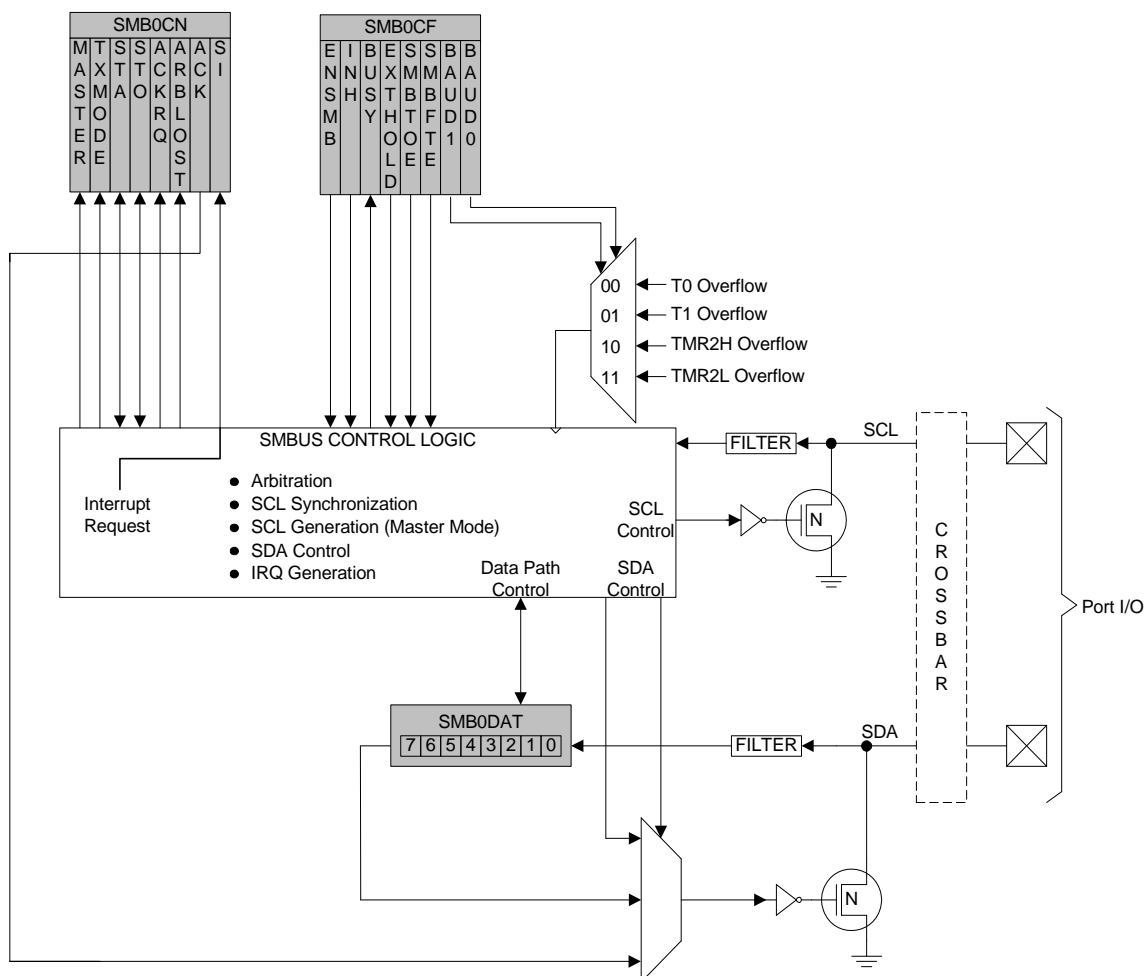 SMB0CN
MASTER
TXMODE
STA
STO
ACKRQ
ARBLOST
ACK
SI
SMB0CF
ENSMB
INH
BUSY
EXTHOLD
SMBTOE
SMBFTE
BAUD1
BAUD0
00
01
10
11
T0 Overflow
T1 Overflow
TMR2H Overflow
TMR2L Overflow
SMBUS CONTROL LOGIC
Interrupt
Request
● Arbitration
● SCL Synchronization
● SCL Generation (Master Mode)
● SDA Control
● IRQ Generation
SCL
Control
Data Path
Control
SDA
Control
FILTER
SCL
N
CROSSBAR
Port I/O
SMB0DAT
7 6 5 4 3 2 1 0
FILTER
SDA
N